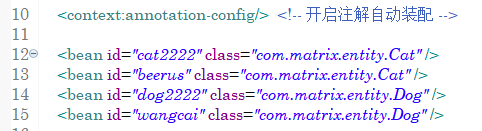 10 <context:annotation-config/> <!-- 开启注解自动装配 -->
11
12 <bean id="cat2222" class="com.matrix.entity.Cat"/>
13 <bean id="beerus" class="com.matrix.entity.Cat"/>
14 <bean id="dog2222" class="com.matrix.entity.Dog"/>
15 <bean id="wangcai" class="com.matrix.entity.Dog"/>